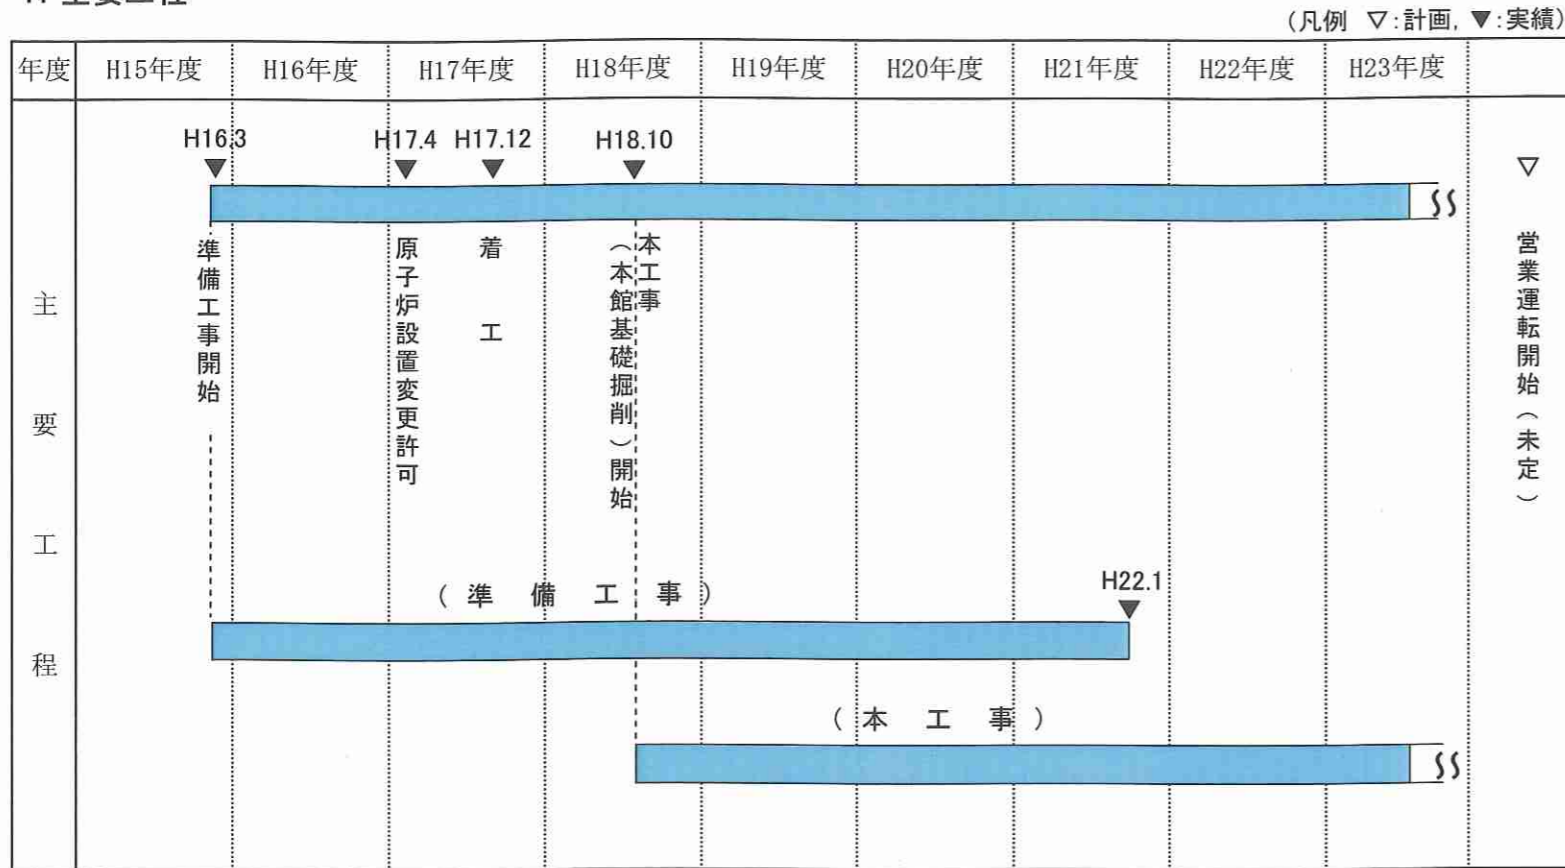 (凡例 ▽:計画, ▼:実績)
年度 H15年度 H16年度 H17年度 H18年度 H19年度 H20年度 H21年度 H22年度 H23年度
主要工程
H16.3 H17.4 H17.12 H18.10
▼ ▼ ▼ ▼ ▽
準備工事開始
原子炉設置変更許可
着工
本工事
(本館基礎掘削)開始
営業運転開始(未定)
(準備工事)
H22.1
▼
(本工事)